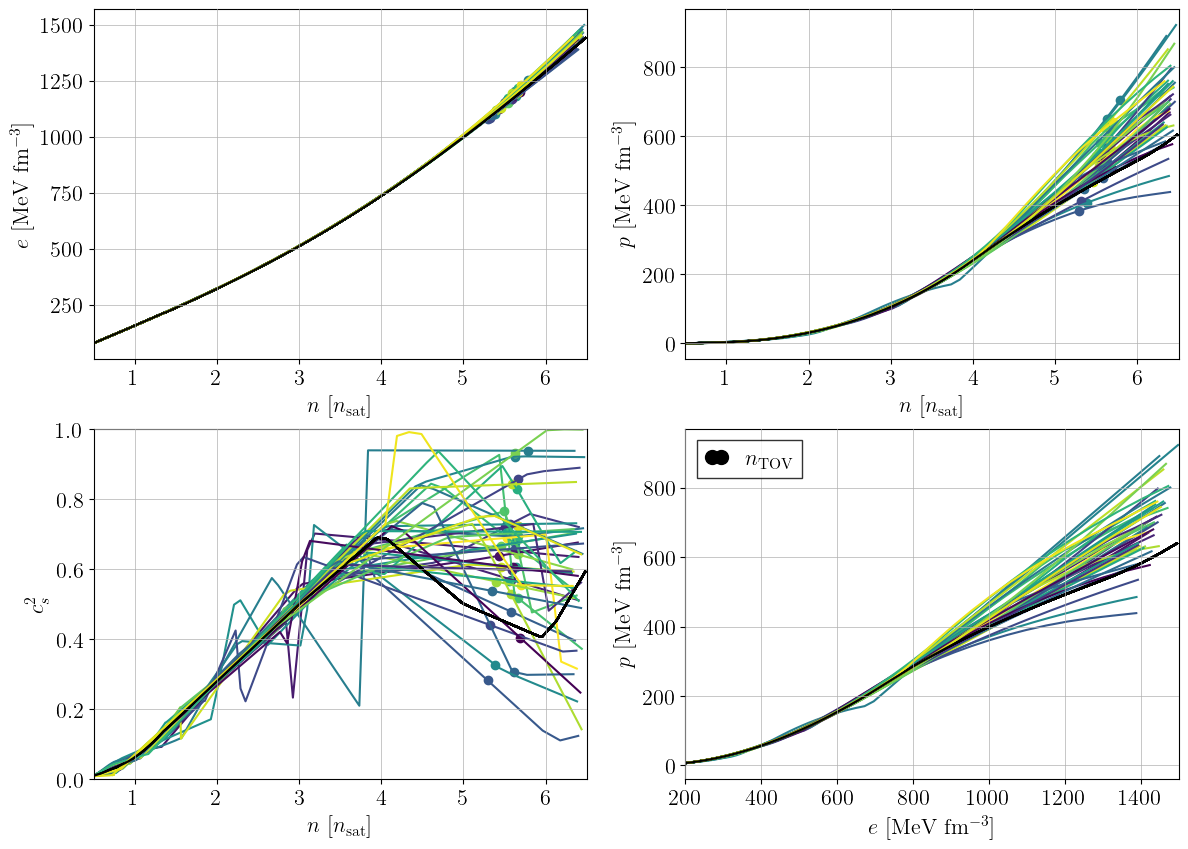 1500
1250
1000
750
500
250
e [MeV fm⁻³]
1 2 3 4 5 6
n [n_sat]
800
600
400
200
0
p [MeV fm⁻³]
1 2 3 4 5 6
n [n_sat]
1.0
0.8
0.6
0.4
0.2
0.0
c_s^2
1 2 3 4 5 6
n [n_sat]
n_TOV
800
600
400
200
0
p [MeV fm⁻³]
200 400 600 800 1000 1200 1400
e [MeV fm⁻³]